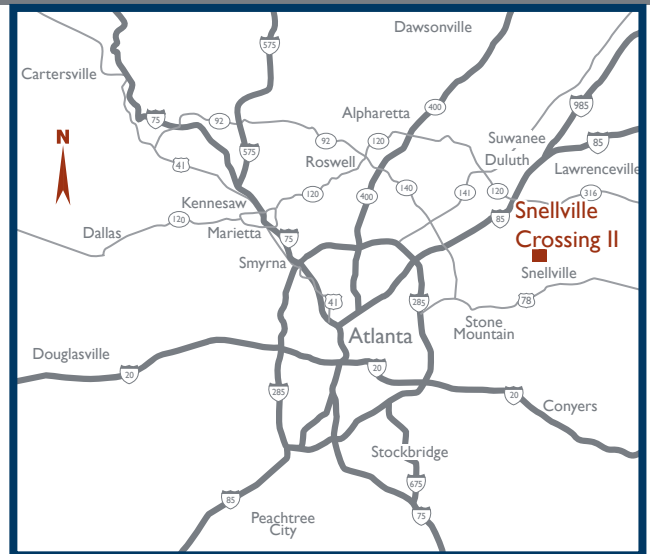 Dawsonville
575
Cartersville
985
400
75
92
Alpharetta
92
120
Suwanee
85
N
575
Roswell
Duluth
Lawrenceville
41
120
400
140
141
120
316
Kennesaw
Snellville
Dallas
120
Marietta
75
85
Crossing II
Smyrna
Snellville
41
285
78
Atlanta
Stone
Mountain
Douglasville
20
20
285
20
Conyers
Stockbridge
675
85
75
Peachtree
City